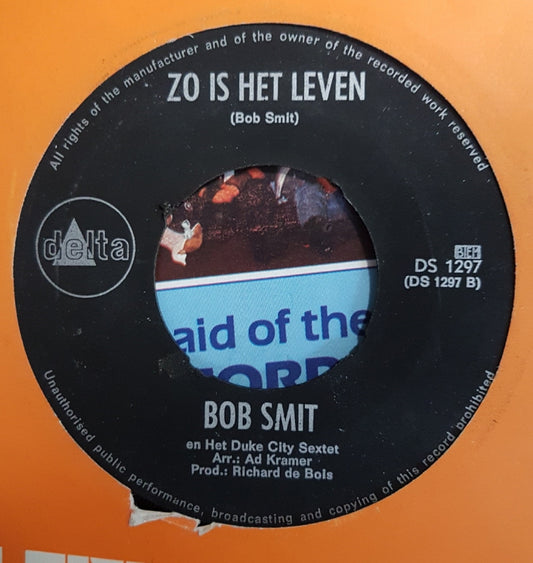 All rights of the manufacturer and of the owner of the recorded work reserved
ZO IS HET LEVEN
(Bob Smit)
delta
BIEM
DS 1297
(DS 1297 B)
aid of the
BOB SMIT
en Het Duke City Sextet
Arr.: Ad Kramer
Prod.: Richard de Bois
Unauthorised public performance, broadcasting and copying of this record prohibited